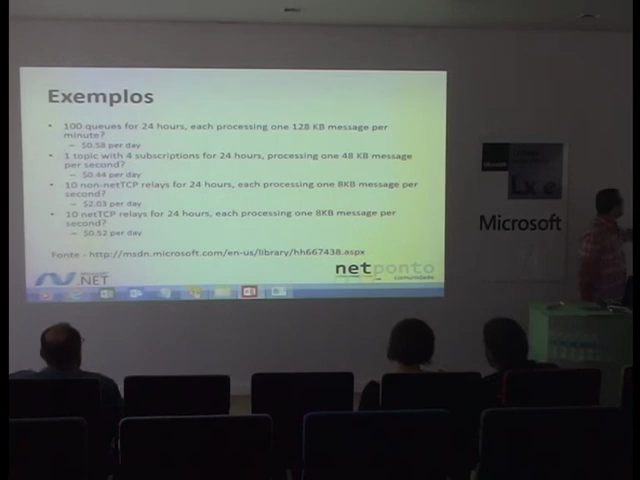 Exemplos
• 100 queues for 24 hours, each processing one 128 KB message per
minute?
– $0.58 per day
• 1 topic with 4 subscriptions for 24 hours, processing one 48 KB message
per second?
– $0.44 per day
• 10 non-netTCP relays for 24 hours, each processing one 8KB message per
second?
– $2.03 per day
• 10 netTCP relays for 24 hours, each processing one 8KB message per
second?
– $0.52 per day
Fonte - http://msdn.microsoft.com/en-us/library/hh667438.aspx
Microsoft
.NET
netponto
comunidade
Microsoft